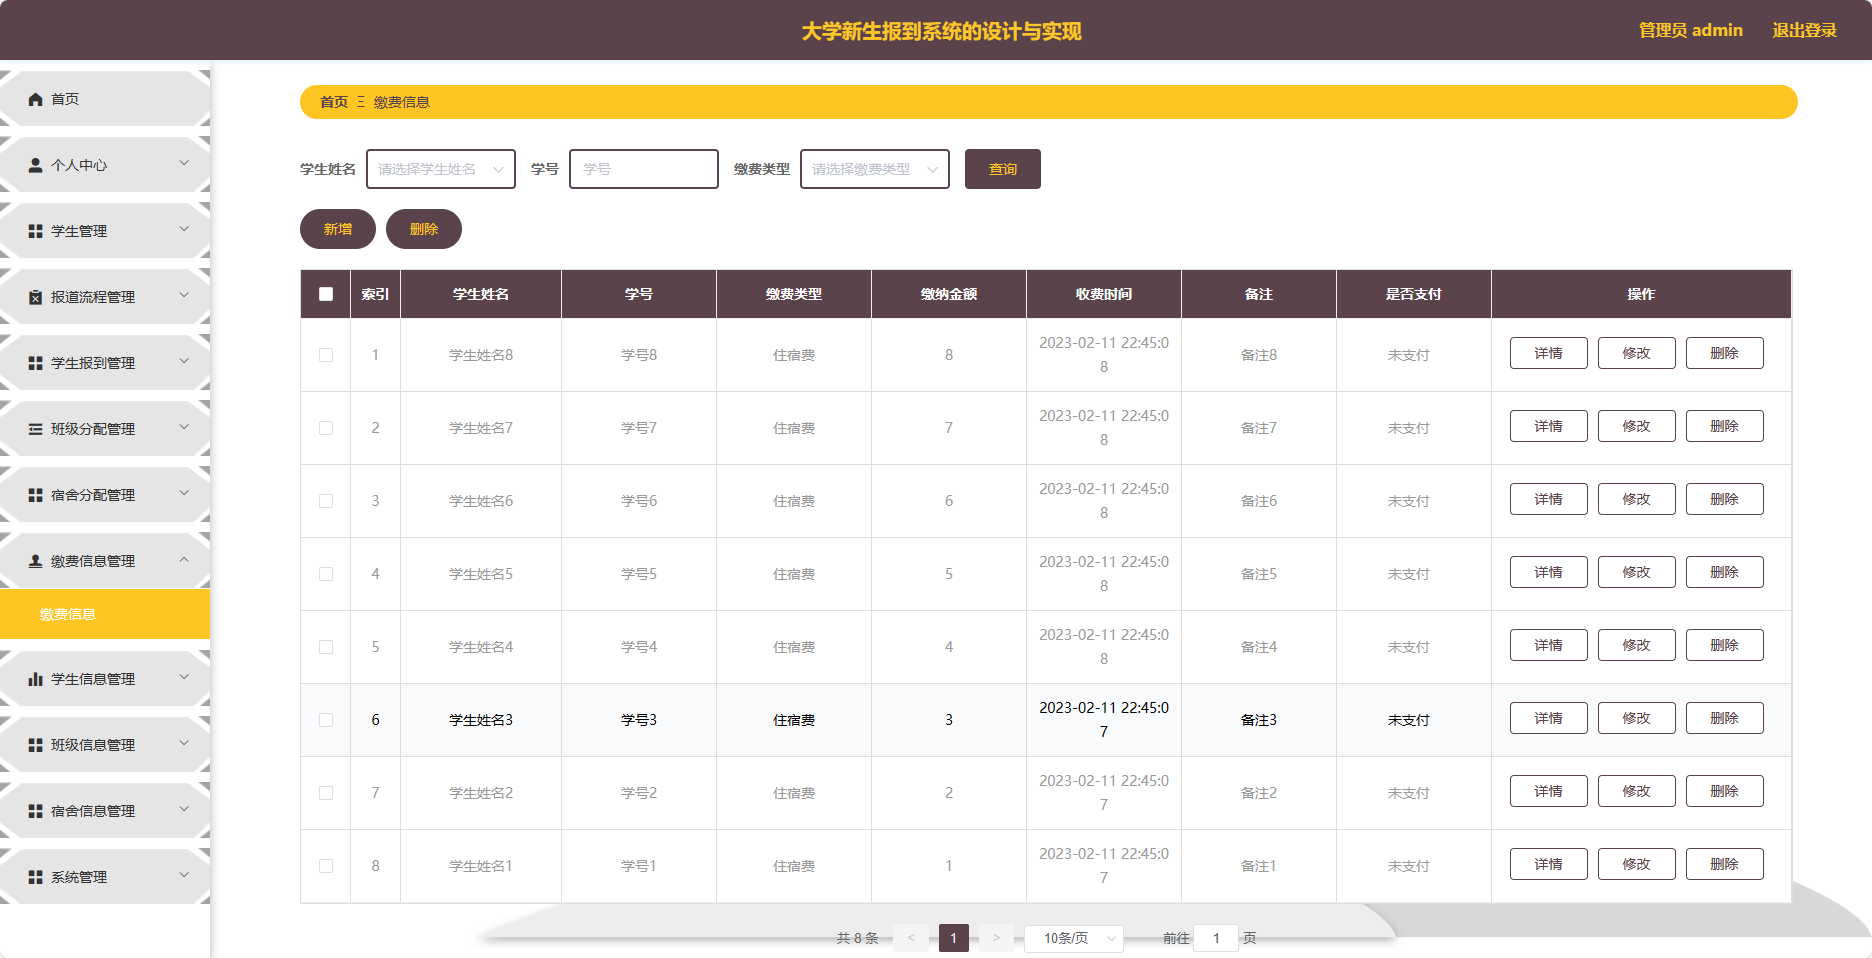 大学新生报到系统的设计与实现
管理员 admin 退出登录
首页
个人中心
学生管理
报道流程管理
学生报到管理
班级分配管理
宿舍分配管理
缴费信息管理
缴费信息
学生信息管理
班级信息管理
宿舍信息管理
系统管理
首页 Ξ 缴费信息
学生姓名 请选择学生姓名 学号 学号 缴费类型 请选择缴费类型 查询
新增 删除
索引 学生姓名 学号 缴费类型 缴纳金额 收费时间 备注 是否支付 操作
1 学生姓名8 学号8 住宿费 8 2023-02-11 22:45:08 备注8 未支付 详情 修改 删除
2 学生姓名7 学号7 住宿费 7 2023-02-11 22:45:08 备注7 未支付 详情 修改 删除
3 学生姓名6 学号6 住宿费 6 2023-02-11 22:45:08 备注6 未支付 详情 修改 删除
4 学生姓名5 学号5 住宿费 5 2023-02-11 22:45:08 备注5 未支付 详情 修改 删除
5 学生姓名4 学号4 住宿费 4 2023-02-11 22:45:08 备注4 未支付 详情 修改 删除
6 学生姓名3 学号3 住宿费 3 2023-02-11 22:45:07 备注3 未支付 详情 修改 删除
7 学生姓名2 学号2 住宿费 2 2023-02-11 22:45:07 备注2 未支付 详情 修改 删除
8 学生姓名1 学号1 住宿费 1 2023-02-11 22:45:07 备注1 未支付 详情 修改 删除
共 8 条 < 1 > 10条/页 前往 1 页